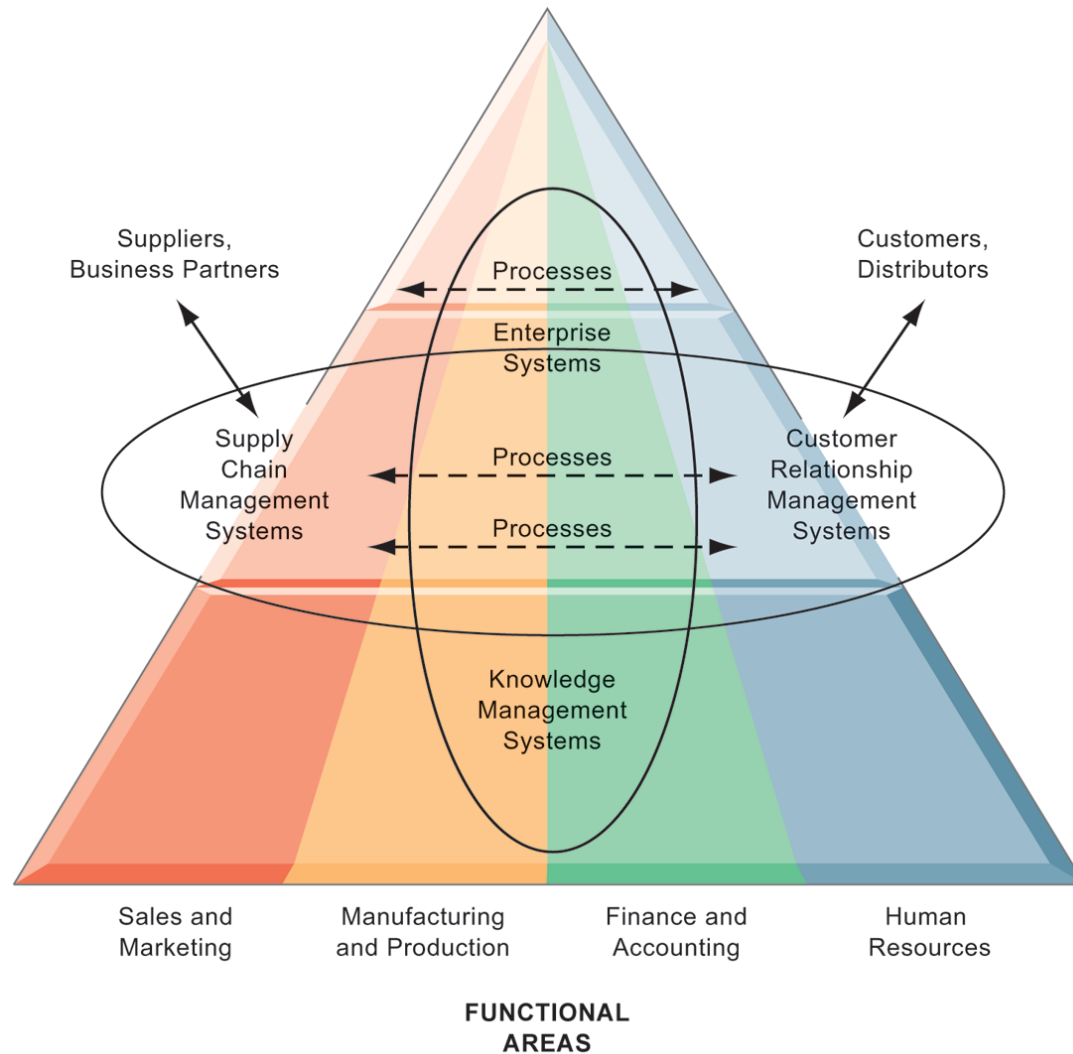 Suppliers,
Business Partners
Customers,
Distributors
Processes
Enterprise
Systems
Supply
Chain
Management
Systems
Processes
Processes
Customer
Relationship
Management
Systems
Knowledge
Management
Systems
Sales and
Marketing
Manufacturing
and Production
Finance and
Accounting
Human
Resources
FUNCTIONAL
AREAS